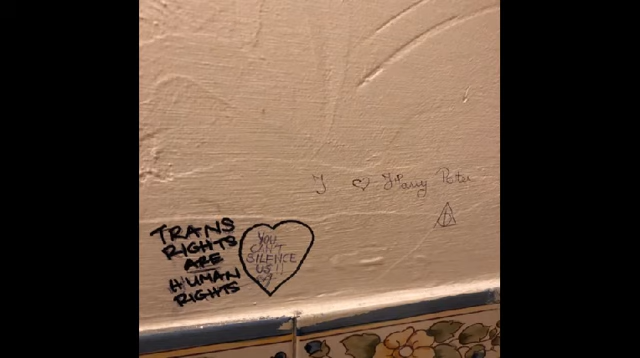 I ♡ Harry Potter
TRANS
RIGHTS
ARE
HUMAN
RIGHTS
YOU
CAN'T
SILENCE
US!!